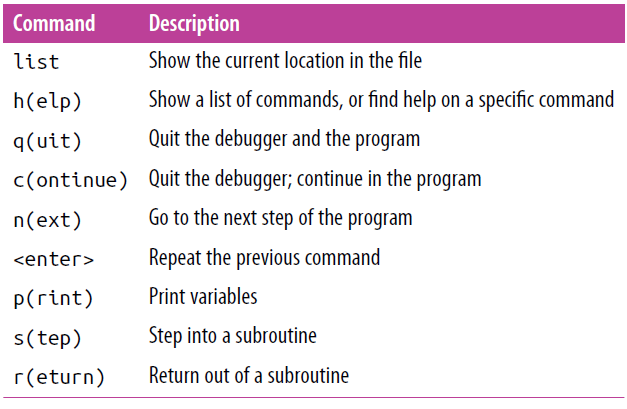 Command Description
list Show the current location in the file
h(elp) Show a list of commands, or find help on a specific command
q(uit) Quit the debugger and the program
c(ontinue) Quit the debugger; continue in the program
n(ext) Go to the next step of the program
<enter> Repeat the previous command
p(rint) Print variables
s(tep) Step into a subroutine
r(eturn) Return out of a subroutine